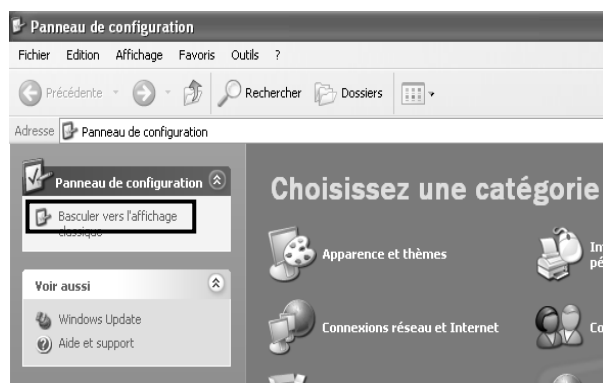 Panneau de configuration
Fichier Edition Affichage Favoris Outils ?
Précédente Rechercher Dossiers
Adresse Panneau de configuration
Panneau de configuration
Basculer vers l'affichage
classique
Voir aussi
Windows Update
Aide et support
Choisissez une catégorie
Apparence et thèmes
Connexions réseau et Internet